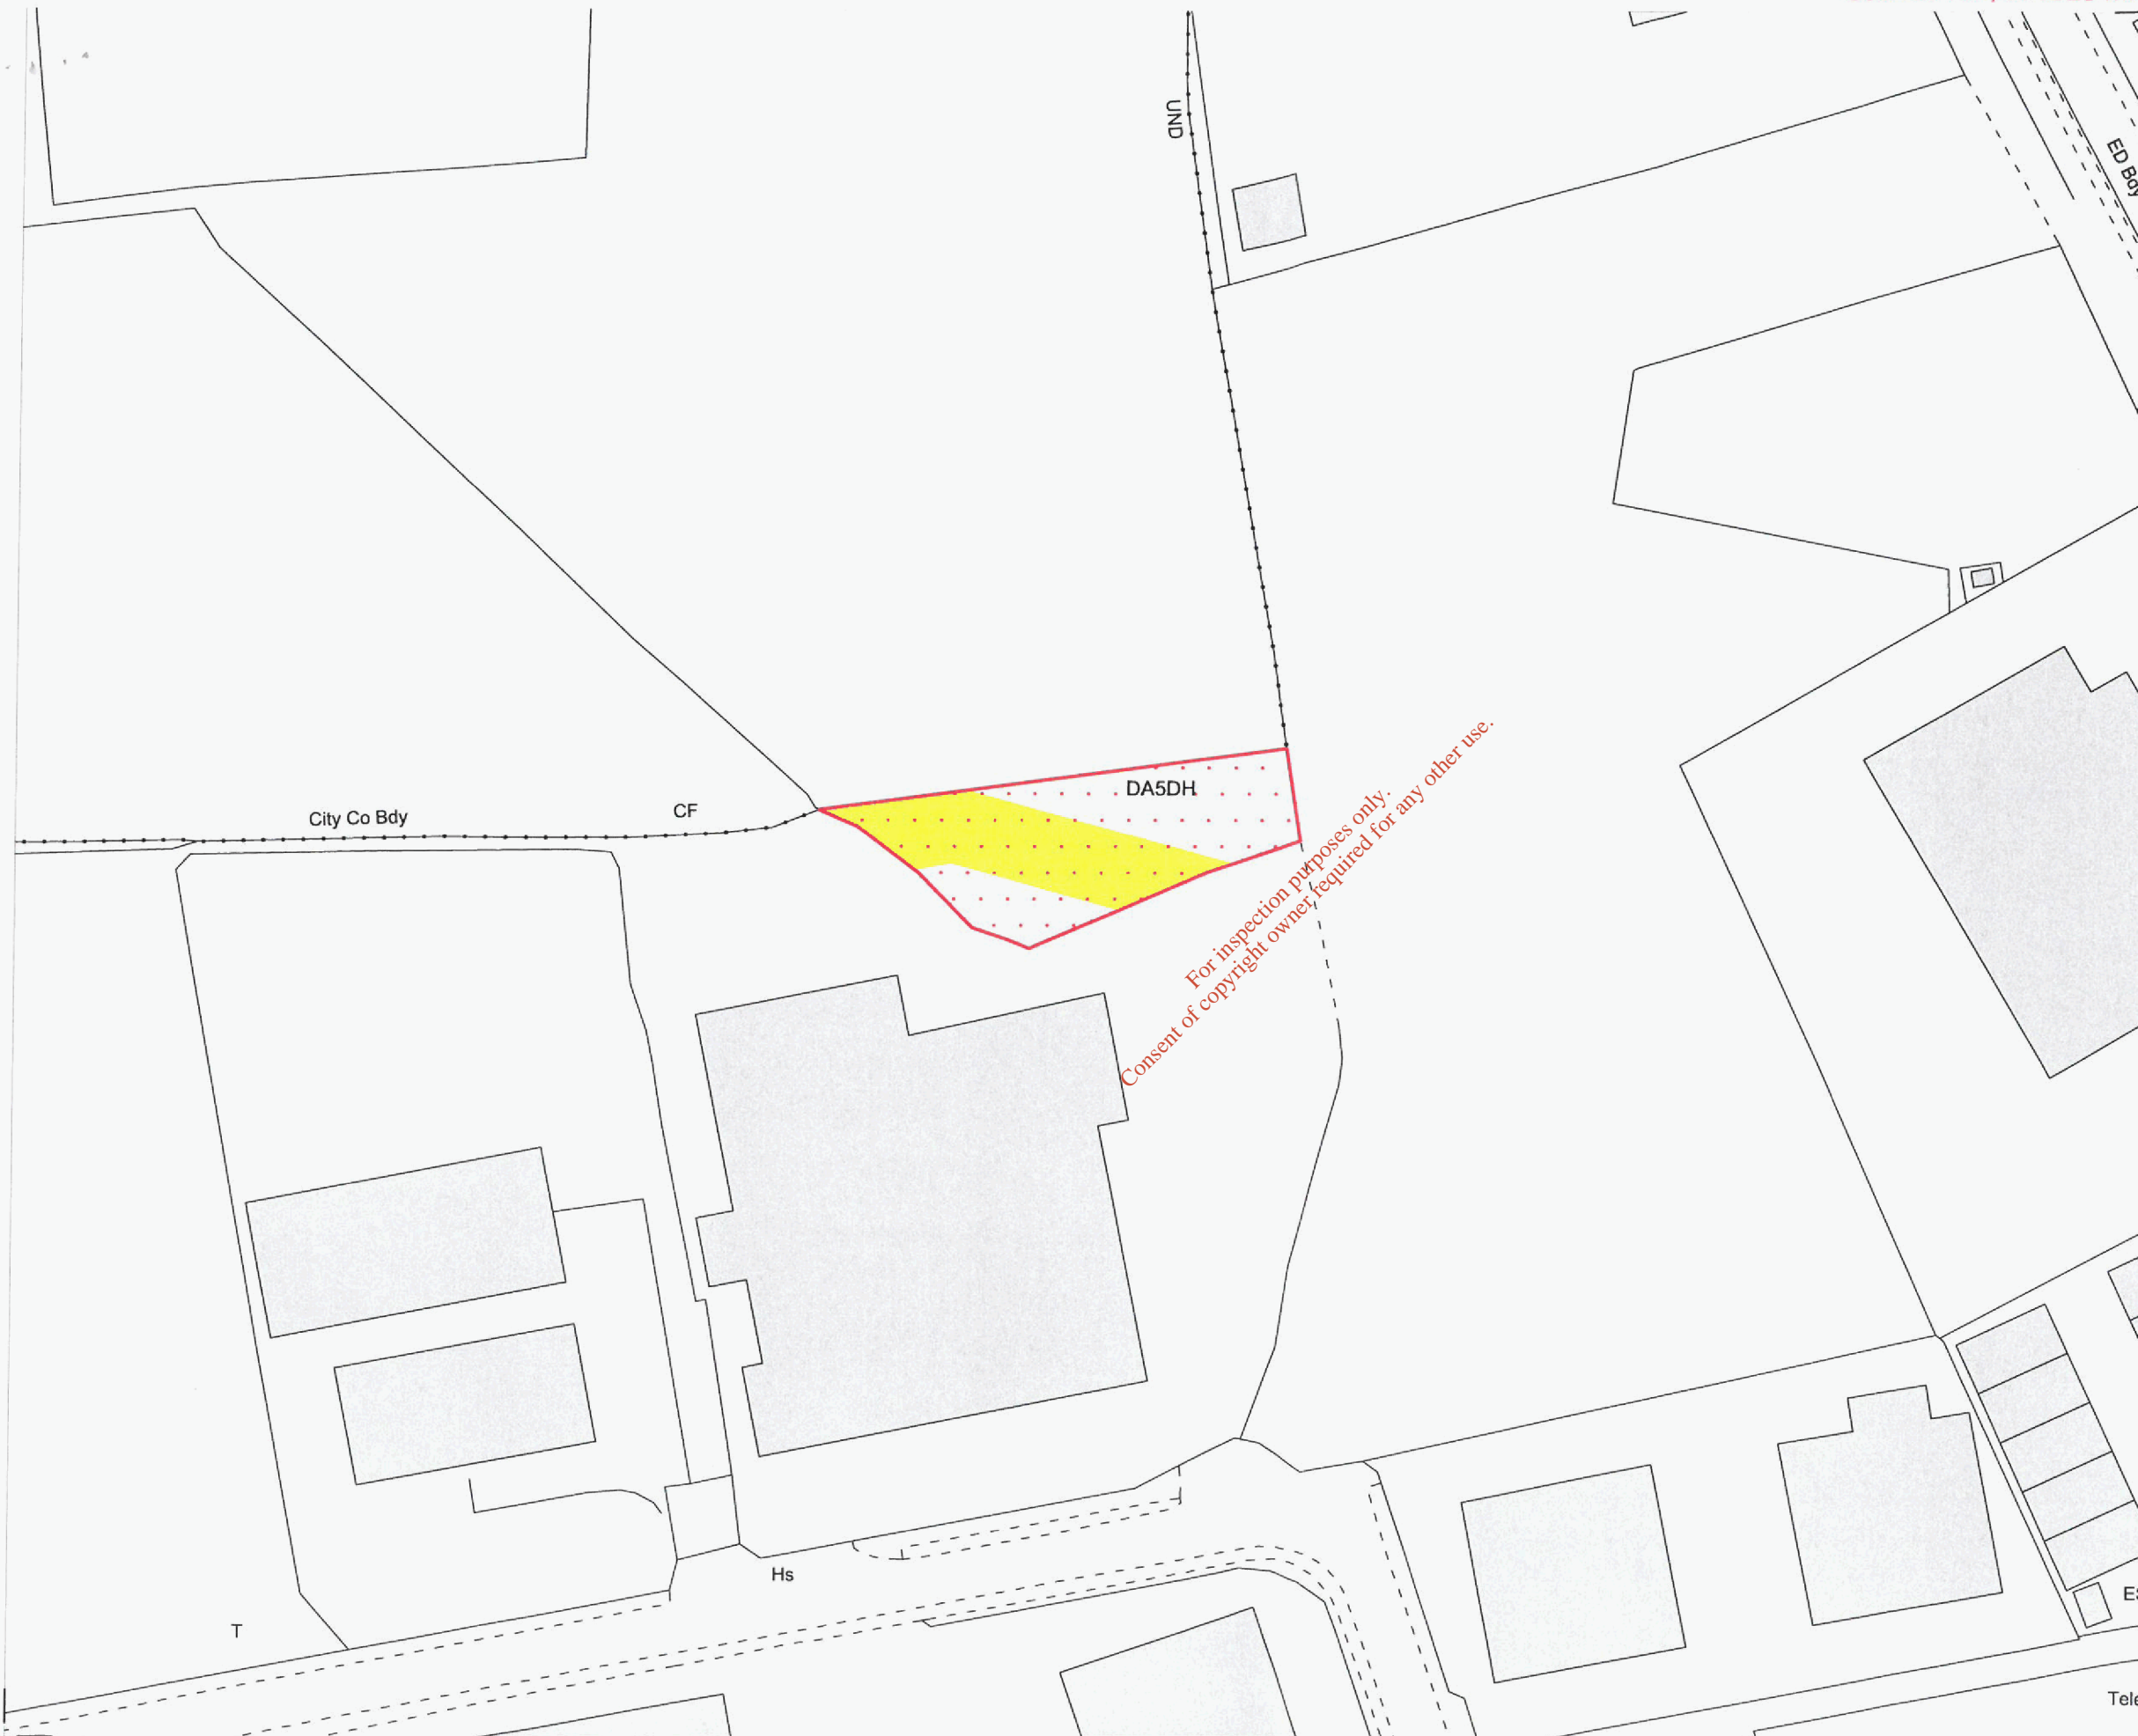 UND
ED Bdy
DA5DH
City Co Bdy
CF
For inspection purposes only.
Consent of copyright owner required for any other use.
Hs
T